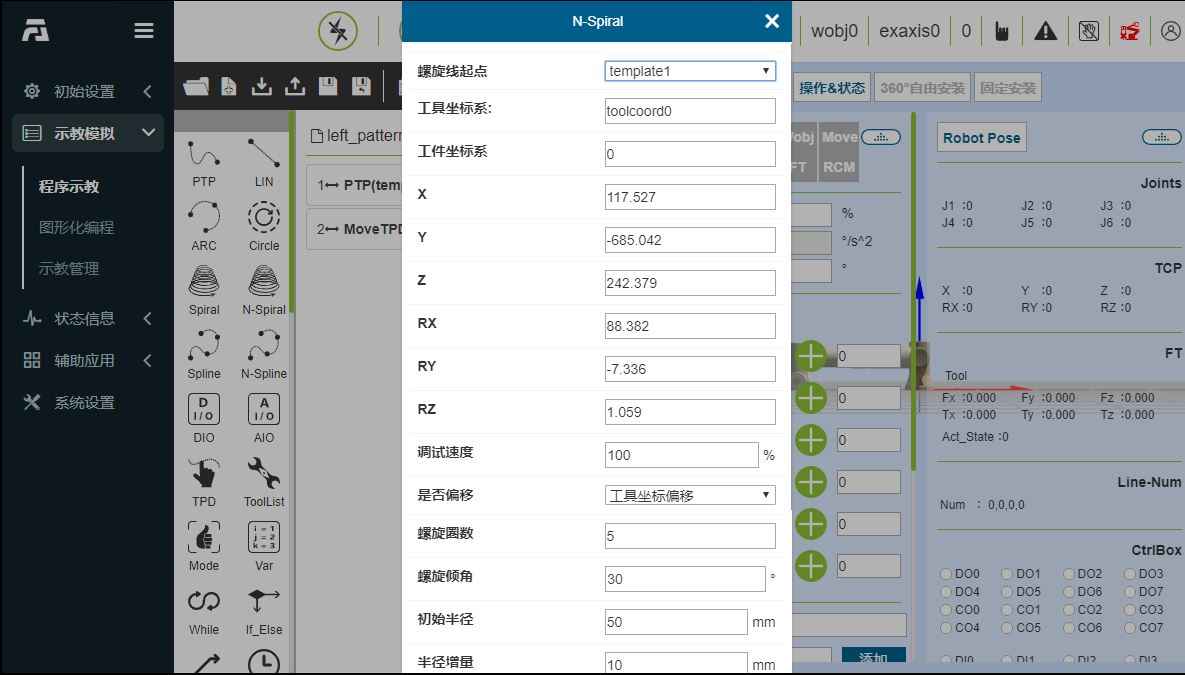 N-Spiral
wobj0
exaxis0
0
初始设置
示教模拟
程序示教
图形化编程
示教管理
状态信息
辅助应用
系统设置
PTP
LIN
ARC
Circle
Spiral
N-Spiral
Spline
N-Spline
D
I/O
DIO
A
I/O
AIO
TPD
ToolList
Mode
i = 1
j = 2
k = 3
Var
While
If_Else
left_pattern
1 PTP(temp
2 MoveTPD
螺旋线起点 template1
工具坐标系: toolcoord0
工件坐标系 0
X 117.527
Y -685.042
Z 242.379
RX 88.382
RY -7.336
RZ 1.059
调试速度 100 %
是否偏移 工具坐标偏移
螺旋圈数 5
螺旋倾角 30 °
初始半径 50 mm
半径增量 10 mm
操作&状态
360°自由安装
固定安装
obj
Move
FT
RCM
%
°/s^2
°
0
0
0
0
0
0
添加
Robot Pose
Joints
J1 :0 J2 :0 J3 :0
J4 :0 J5 :0 J6 :0
TCP
X :0 Y :0 Z :0
RX :0 RY :0 RZ :0
FT
Tool
Fx :0.000 Fy :0.000 Fz :0.000
Tx :0.000 Ty :0.000 Tz :0.000
Act_State :0
Line-Num
Num : 0,0,0,0
CtrlBox
DO0 DO1 DO2 DO3
DO4 DO5 DO6 DO7
CO0 CO1 CO2 CO3
CO4 CO5 CO6 CO7
DI0 DI1 DI2 DI3